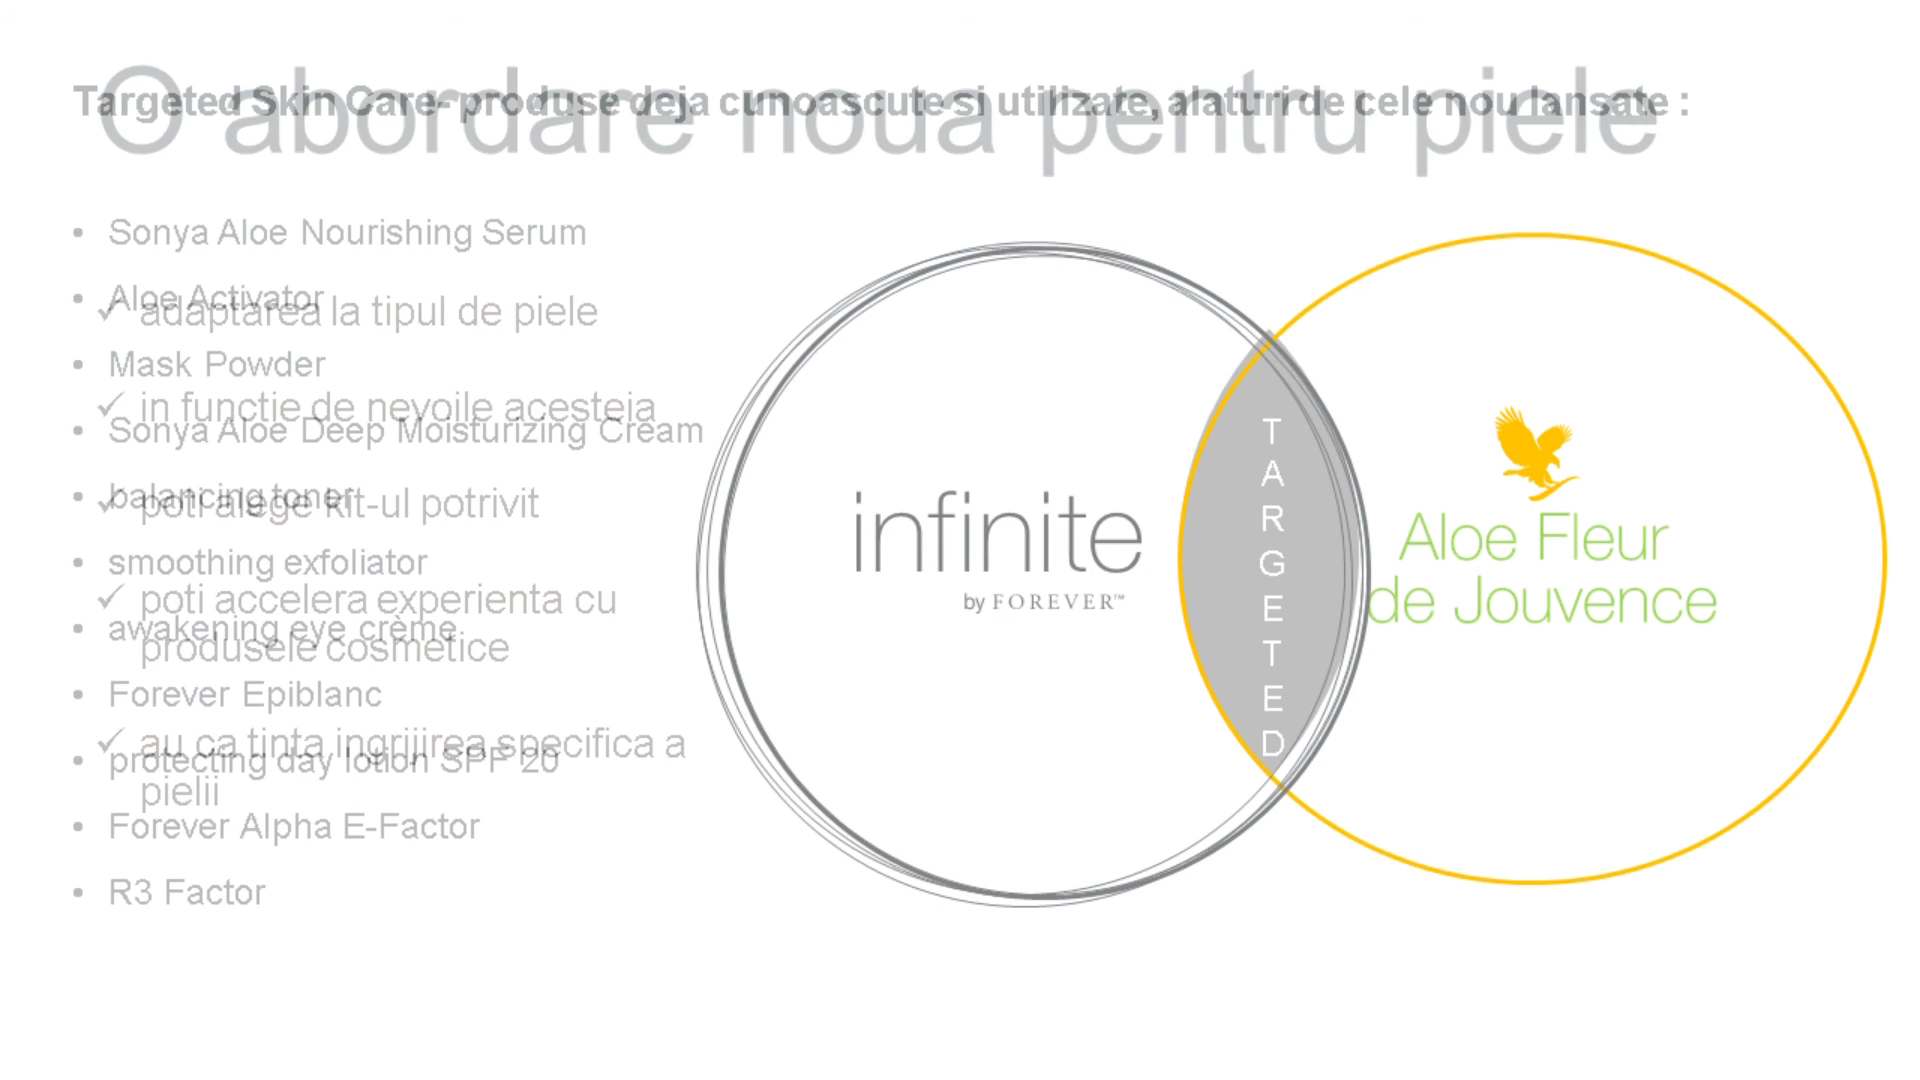 O abordare noua pentru piele
Targeted Skin Care- produse deja cunoascute si utilizate, alaturi de cele nou lansate :
• Sonya Aloe Nourishing Serum
• Aloe Activator
• Mask Powder
• Sonya Aloe Deep Moisturizing Cream
• balancing toner
• smoothing exfoliator
• awakening eye crème
• Forever Epiblanc
• protecting day lotion SPF 20
• Forever Alpha E-Factor
• R3 Factor
✓ adaptarea la tipul de piele
✓ in functie de nevoile acesteia
✓ poti alege kit-ul potrivit
✓ poti accelera experienta cu
produsele cosmetice
✓ au ca tinta ingrijirea specifica a
pielii
infinite
by FOREVER™
TARGETED
Aloe Fleur
de Jouvence